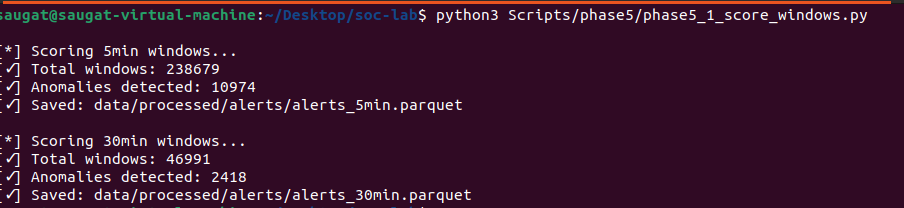 saugat@saugat-virtual-machine:~/Desktop/soc-lab$ python3 Scripts/phase5/phase5_1_score_windows.py
[*] Scoring 5min windows...
[✓] Total windows: 238679
[✓] Anomalies detected: 10974
[✓] Saved: data/processed/alerts/alerts_5min.parquet
[*] Scoring 30min windows...
[✓] Total windows: 46991
[✓] Anomalies detected: 2418
[✓] Saved: data/processed/alerts/alerts_30min.parquet